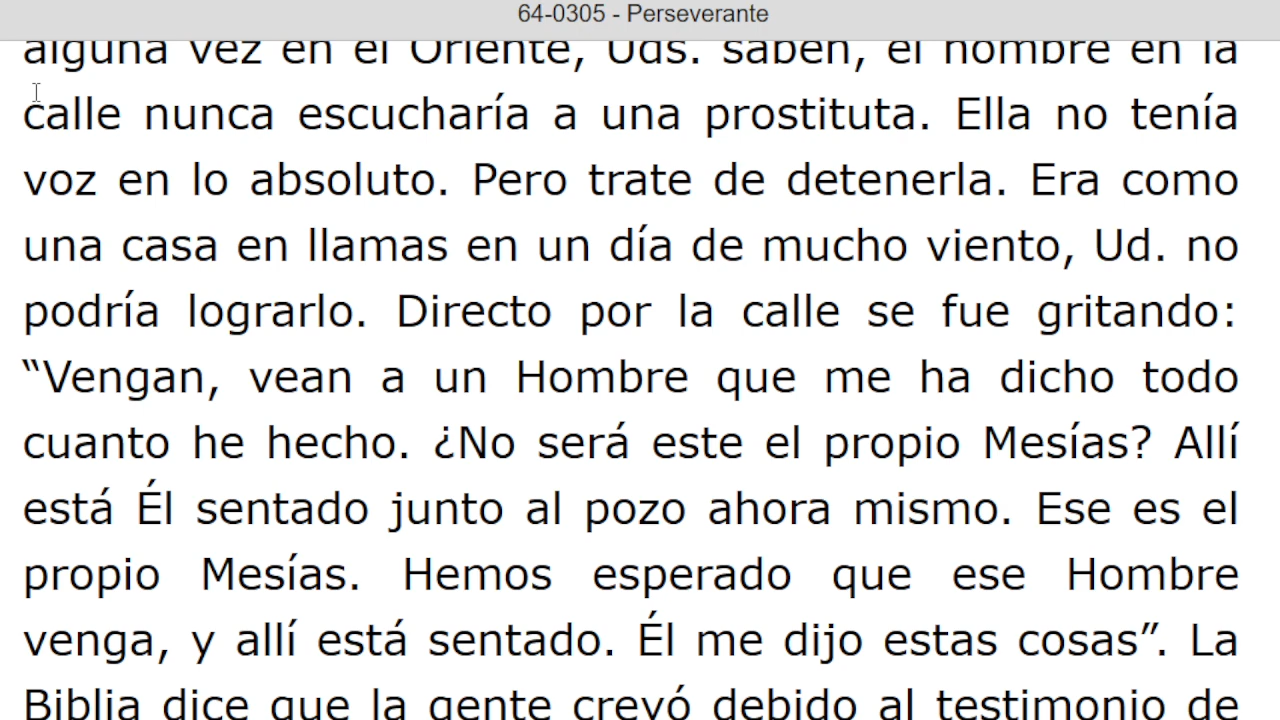 64-0305 - Perseverante
alguna vez en el Oriente, Uds. saben, el hombre en la
calle nunca escucharía a una prostituta. Ella no tenía
voz en lo absoluto. Pero trate de detenerla. Era como
una casa en llamas en un día de mucho viento, Ud. no
podría lograrlo. Directo por la calle se fue gritando:
“Vengan, vean a un Hombre que me ha dicho todo
cuanto he hecho. ¿No será este el propio Mesías? Allí
está Él sentado junto al pozo ahora mismo. Ese es el
propio Mesías. Hemos esperado que ese Hombre
venga, y allí está sentado. Él me dijo estas cosas”. La
Biblia dice que la gente creyó debido al testimonio de